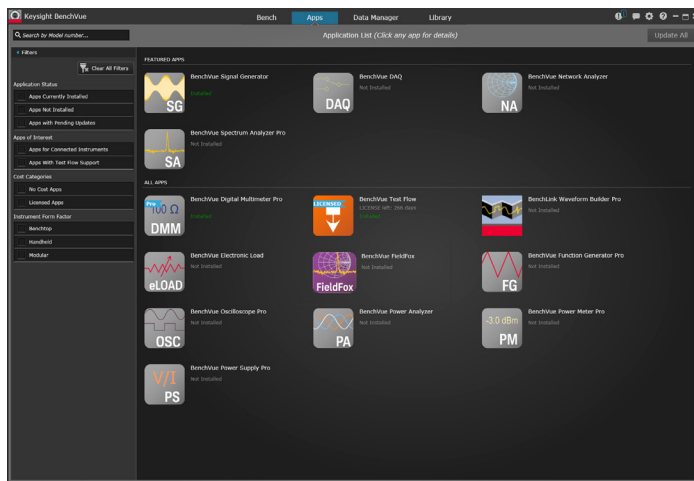 Keysight BenchVue
Bench
Apps
Data Manager
Library
Search by Model number...
Application List (Click any app for details)
Update All
Filters
Clear All Filters
Application Status
Apps Currently Installed
Apps Not Installed
Apps with Pending Updates
Apps of Interest
Apps for Connected Instruments
Apps With Test Flow Support
Cost Categories
No Cost Apps
Licensed Apps
Instrument Form Factor
Benchtop
Handheld
Modular
FEATURED APPS
SG
BenchVue Signal Generator
Installed
DAQ
BenchVue DAQ
Not Installed
NA
BenchVue Network Analyzer
Not Installed
SA
BenchVue Spectrum Analyzer Pro
Not Installed
ALL APPS
Pro
100 Ω
DMM
BenchVue Digital Multimeter Pro
Installed
LICENSED
BenchVue Test Flow
LICENSE left: 266 days
Installed
BenchLink Waveform Builder Pro
Not Installed
eLOAD
BenchVue Electronic Load
Not Installed
FieldFox
BenchVue FieldFox
Not Installed
FG
BenchVue Function Generator Pro
Not Installed
OSC
BenchVue Oscilloscope Pro
Not Installed
PA
BenchVue Power Analyzer
Not Installed
-3.0 dBm
PM
BenchVue Power Meter Pro
Not Installed
V/I
PS
BenchVue Power Supply Pro
Not Installed